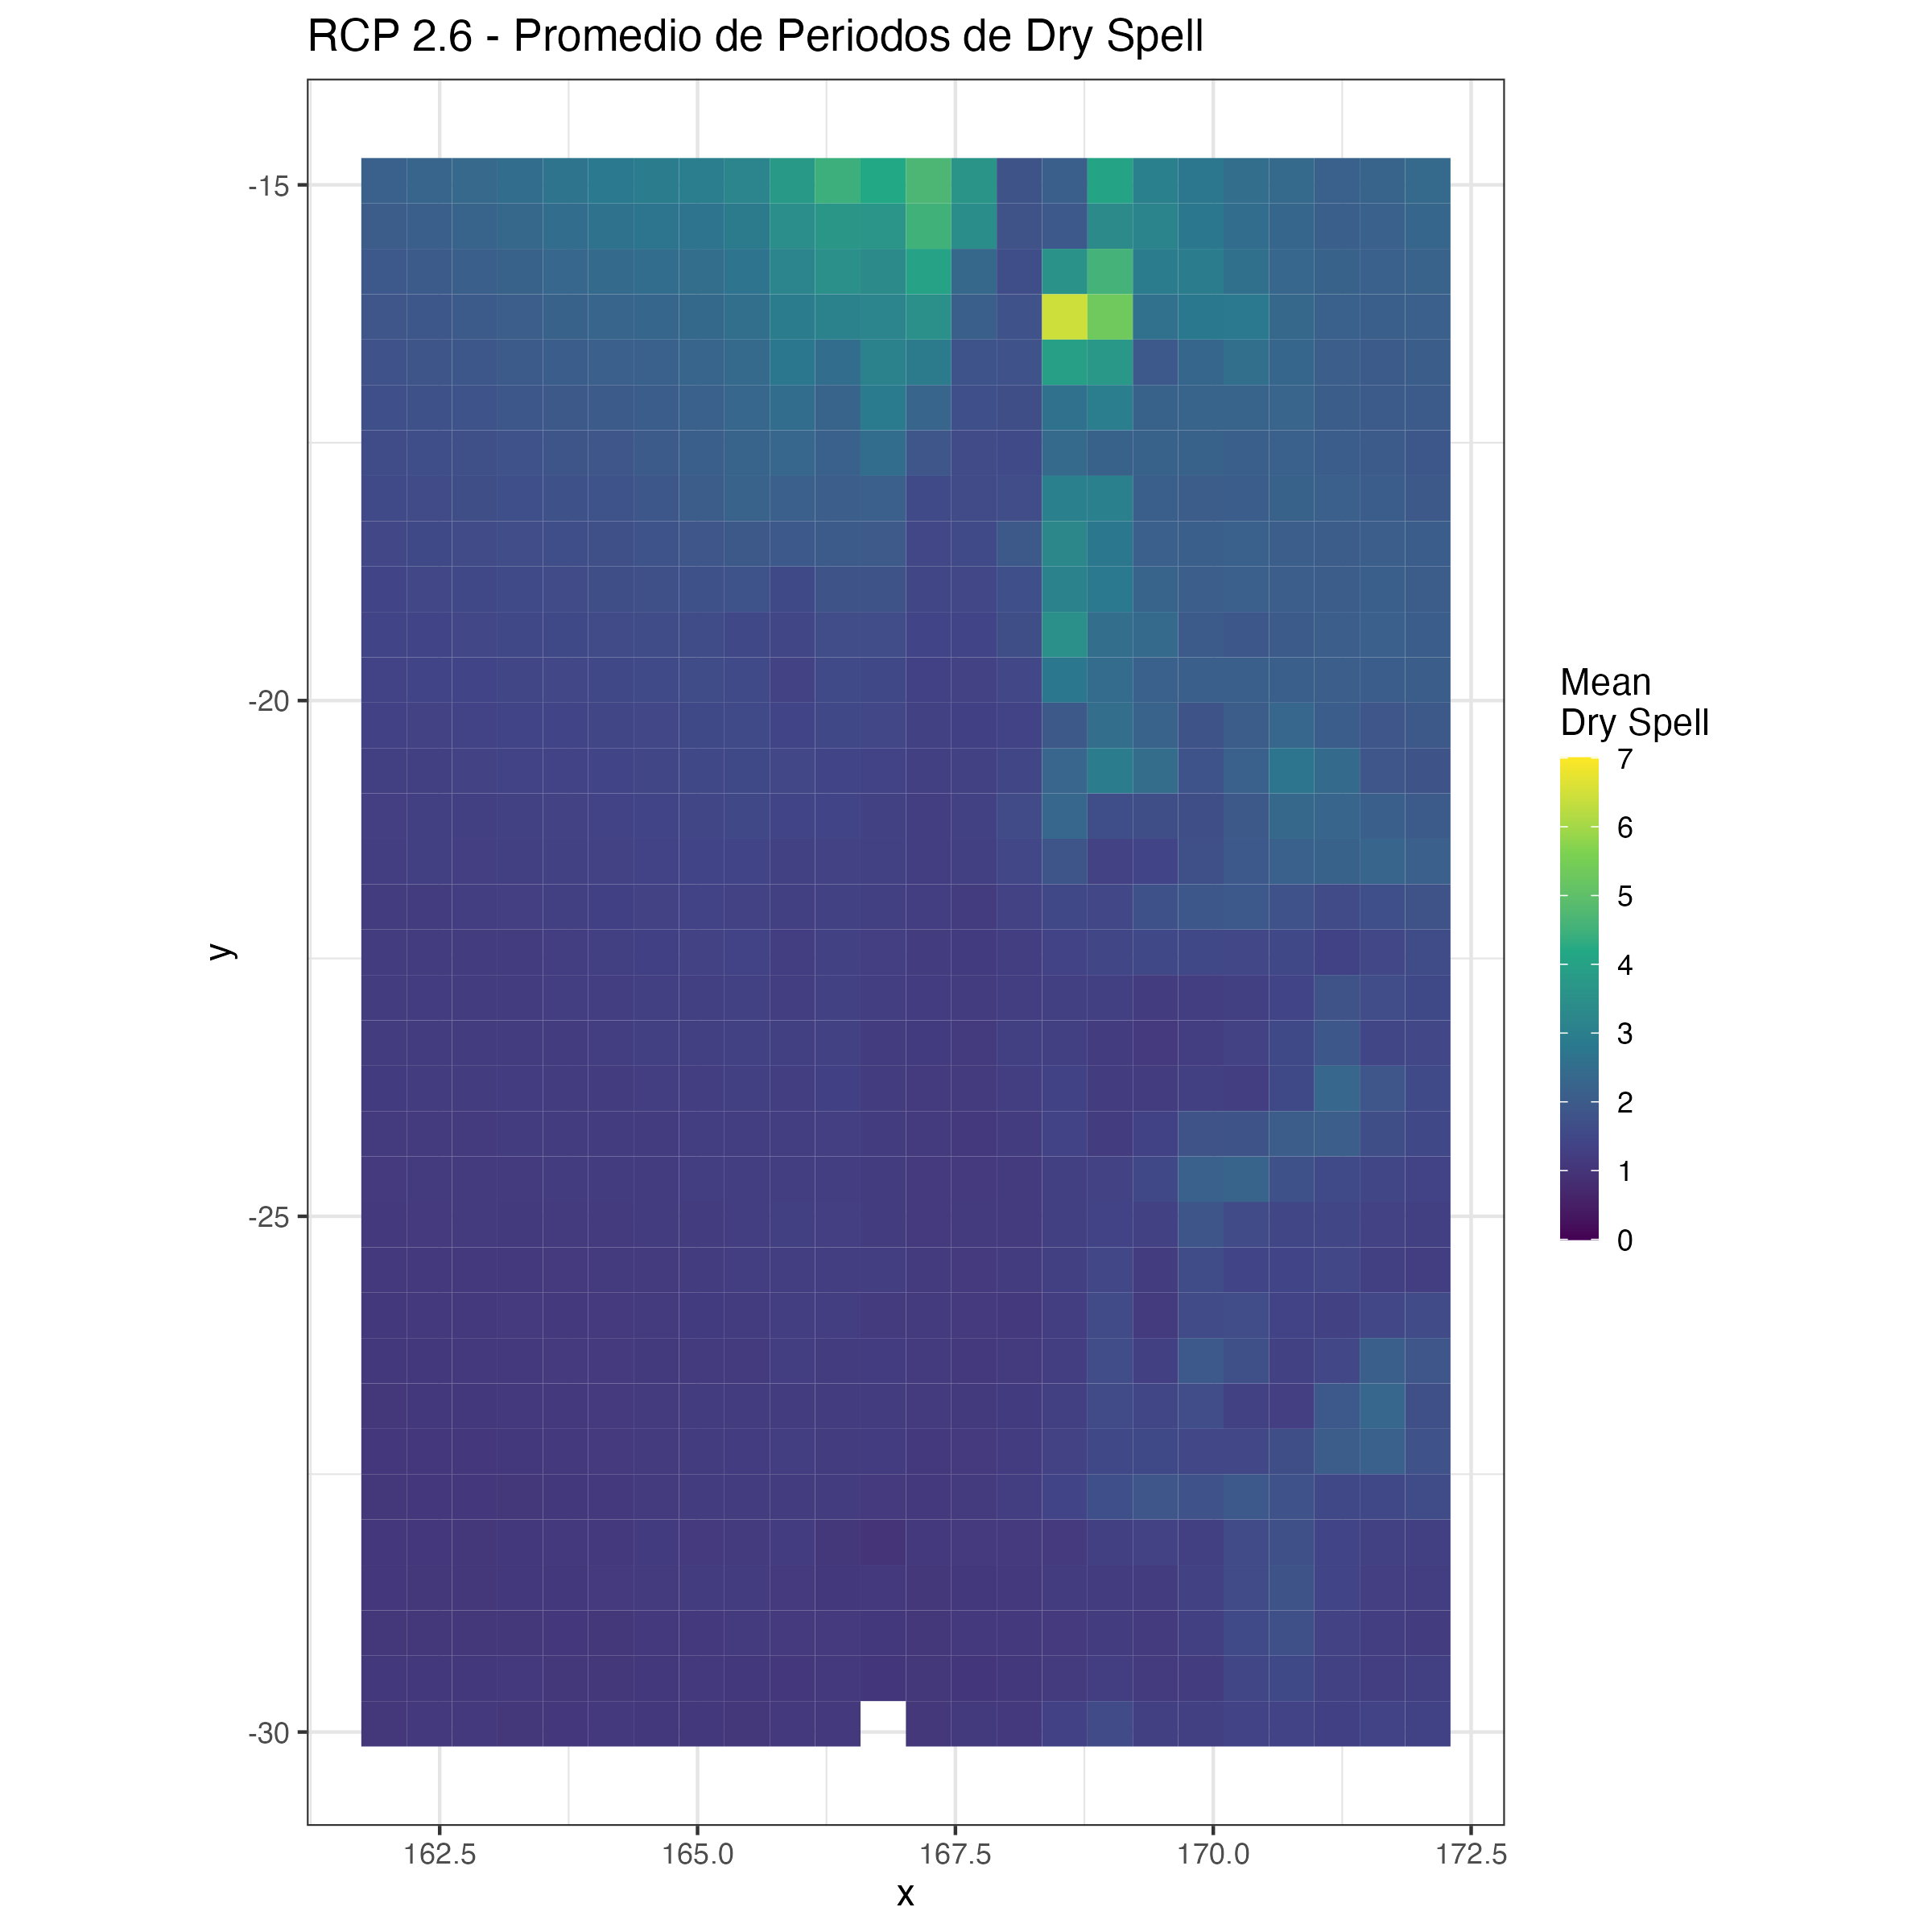 RCP 2.6 - Promedio de Periodos de Dry Spell
-15
-20
-25
-30
y
162.5 165.0 167.5 170.0 172.5
x
Mean
Dry Spell
7
6
5
4
3
2
1
0